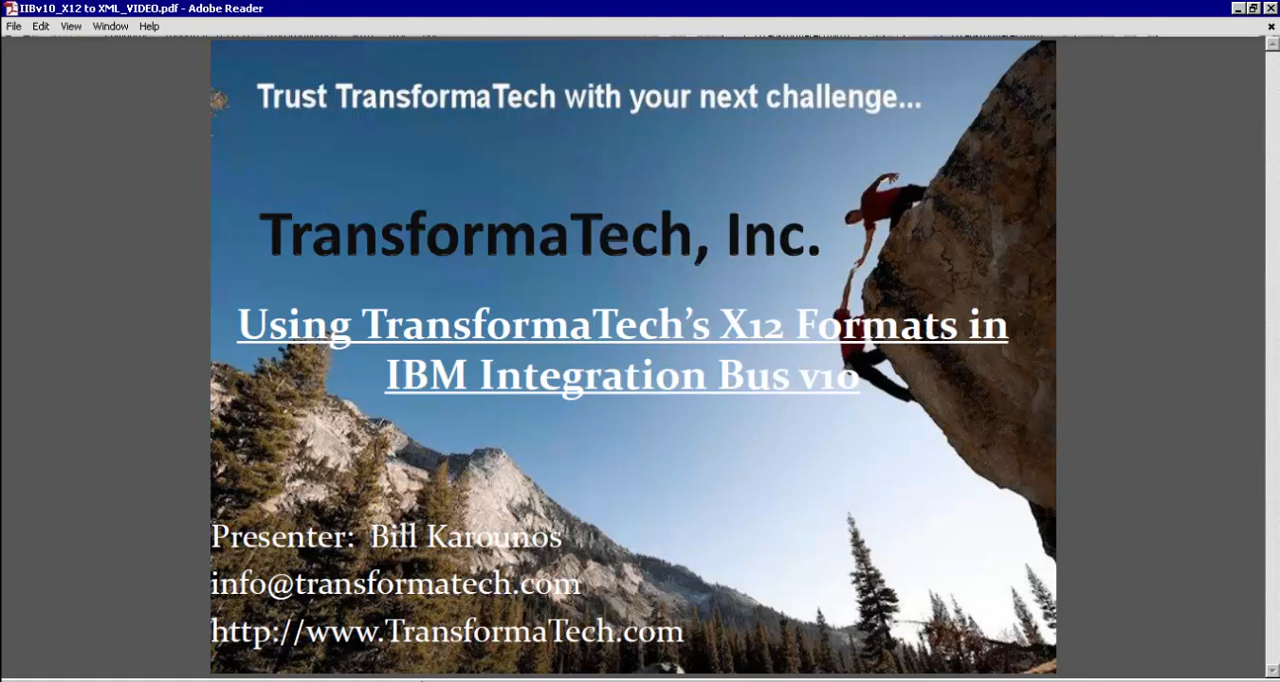 IIBv10_X12 to XML_VIDEO.pdf - Adobe Reader
File Edit View Window Help
Trust TransformaTech with your next challenge...
TransformaTech, Inc.
Using TransformaTech's X12 Formats in
IBM Integration Bus v10
Presenter: Bill Karounos
info@transformatech.com
http://www.TransformaTech.com